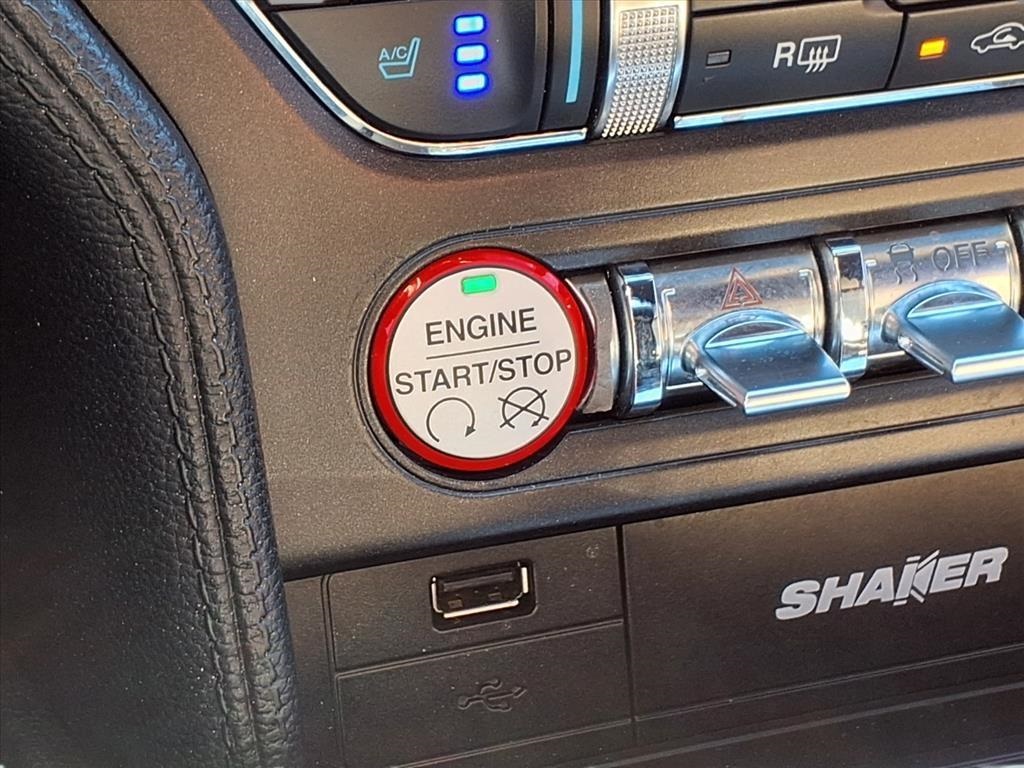 A/C
R
ENGINE
START/STOP
OFF
SHAKER